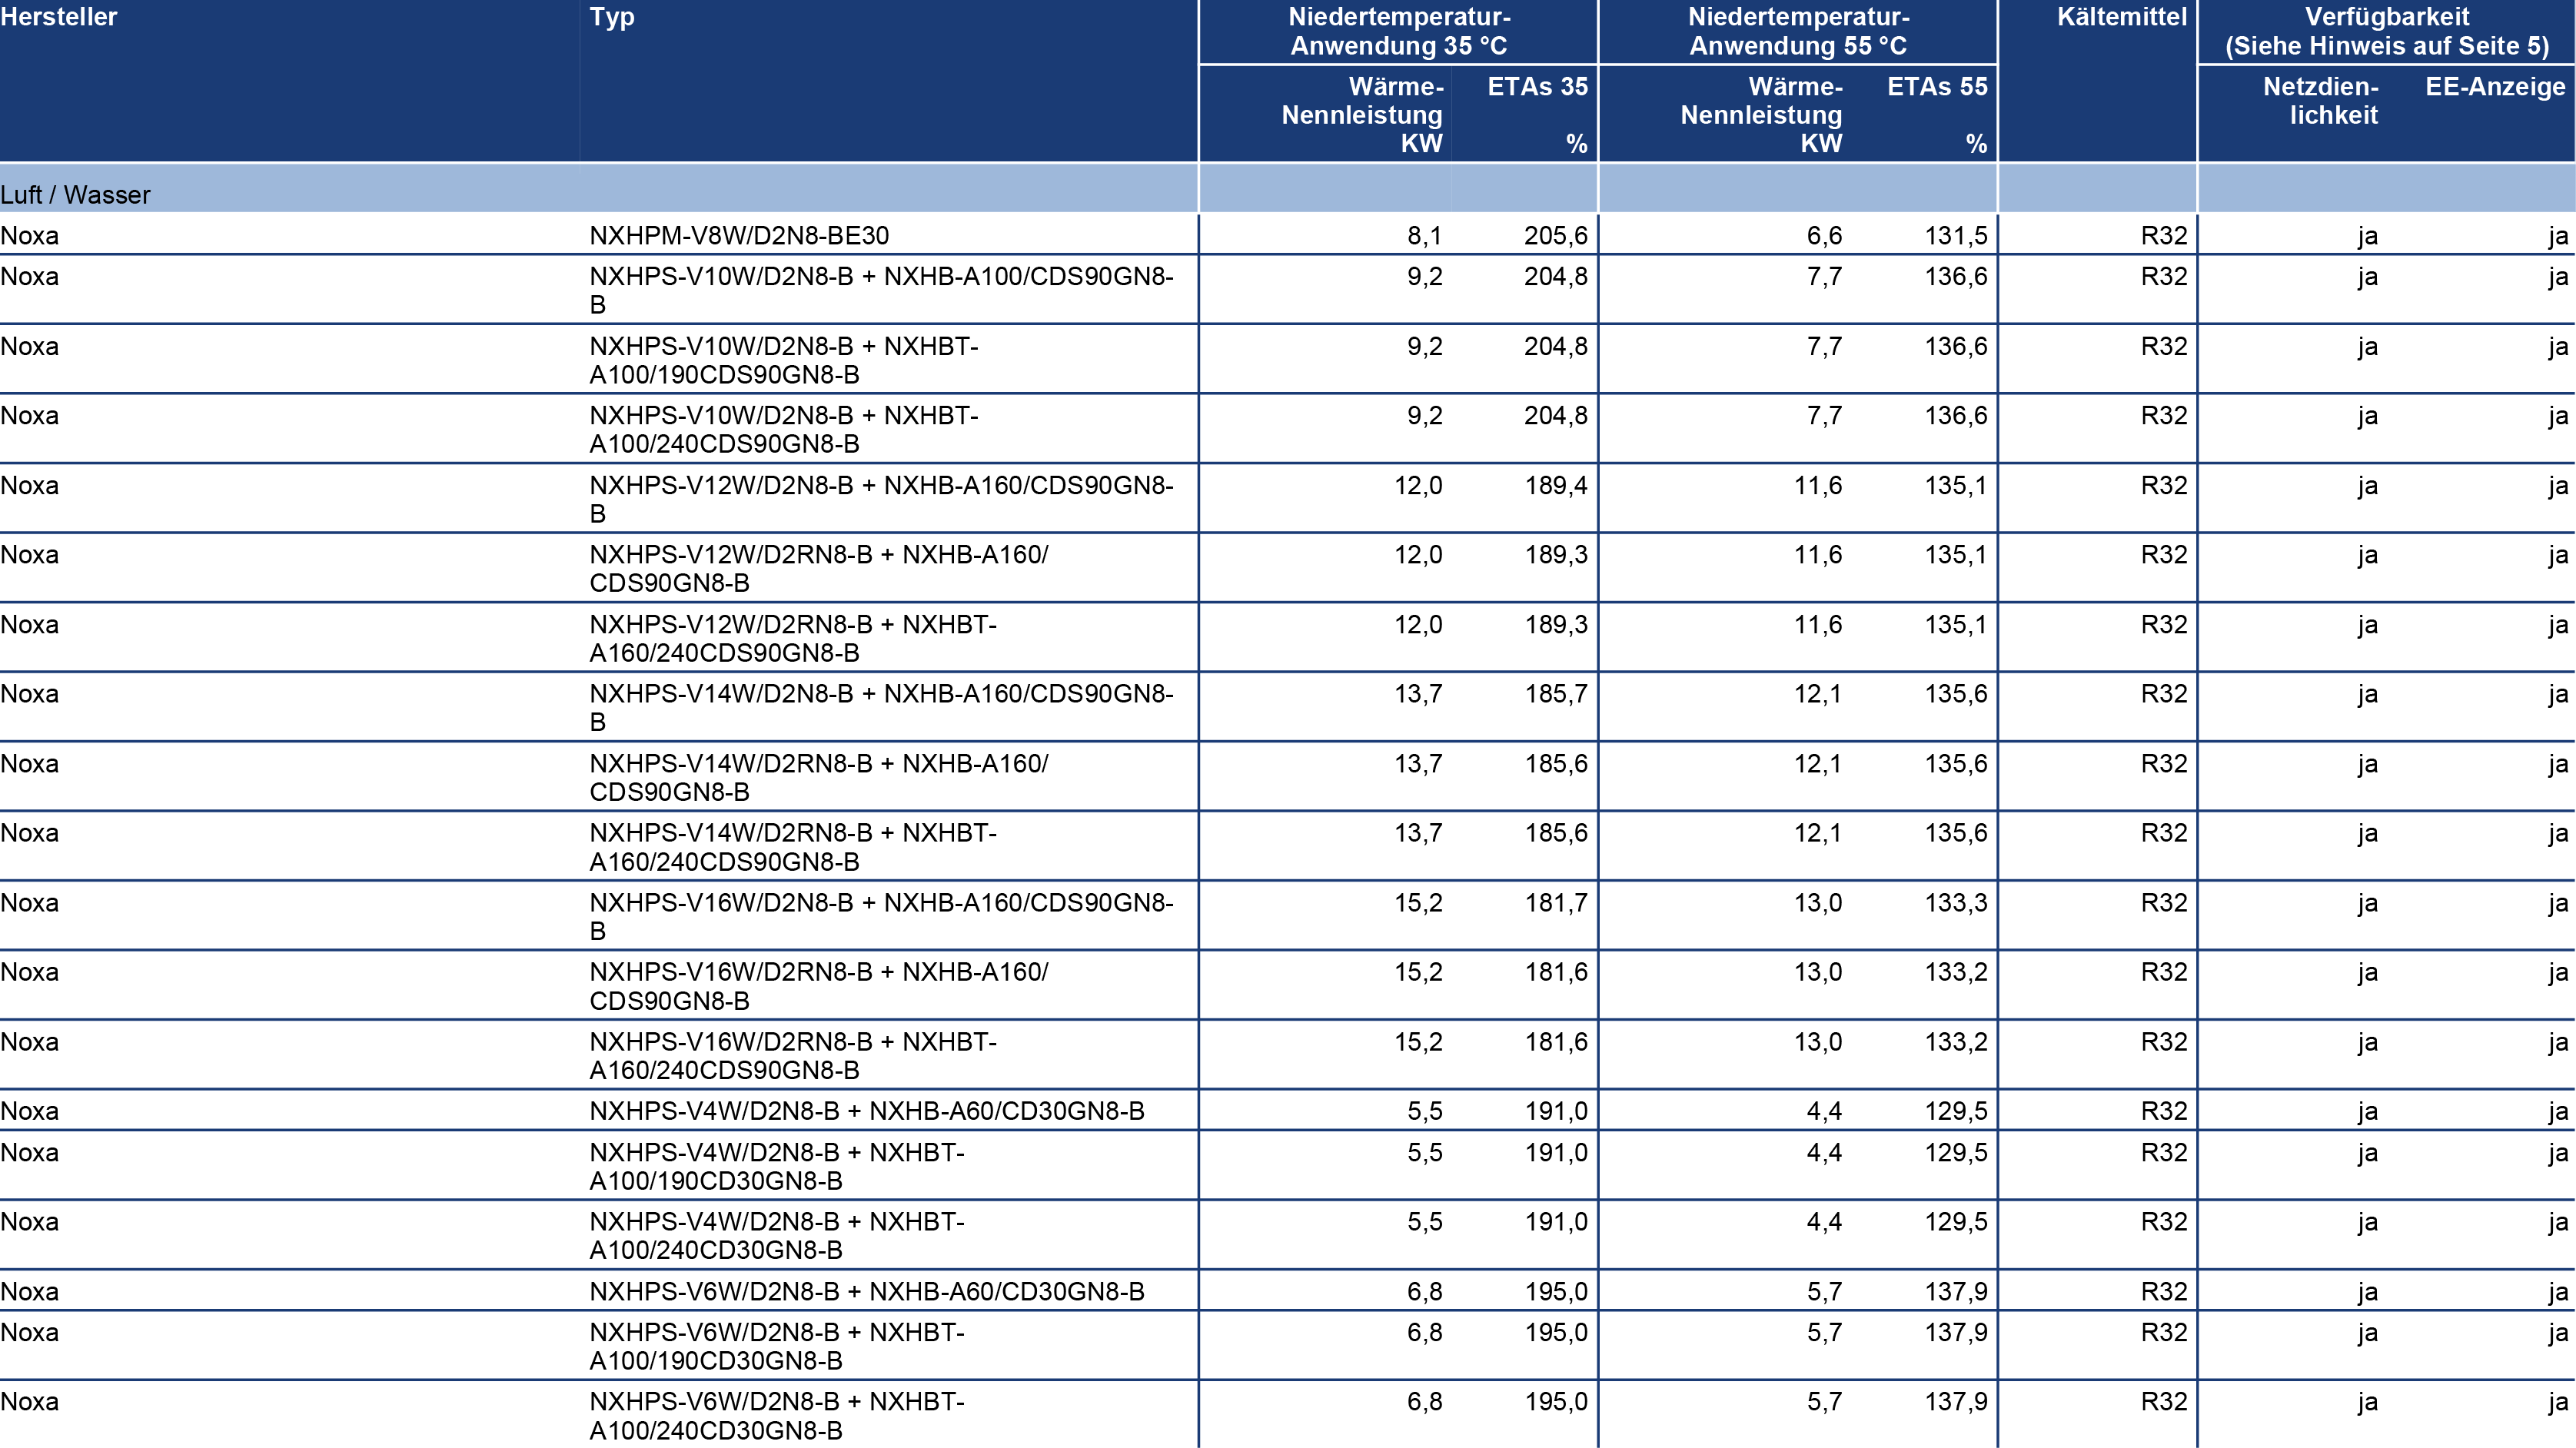 Hersteller Typ Niedertemperatur- Niedertemperatur- Kältemittel Verfügbarkeit
Anwendung 35 °C Anwendung 55 °C (Siehe Hinweis auf Seite 5)
Wärme- ETAs 35 Wärme- ETAs 55 Netzdien- EE-Anzeige
Nennleistung Nennleistung lichkeit
KW % KW %
Luft / Wasser
Noxa NXHPM-V8W/D2N8-BE30 8,1 205,6 6,6 131,5 R32 ja ja
Noxa NXHPS-V10W/D2N8-B + NXHB-A100/CDS90GN8- 9,2 204,8 7,7 136,6 R32 ja ja
B
Noxa NXHPS-V10W/D2N8-B + NXHBT- 9,2 204,8 7,7 136,6 R32 ja ja
A100/190CDS90GN8-B
Noxa NXHPS-V10W/D2N8-B + NXHBT- 9,2 204,8 7,7 136,6 R32 ja ja
A100/240CDS90GN8-B
Noxa NXHPS-V12W/D2N8-B + NXHB-A160/CDS90GN8- 12,0 189,4 11,6 135,1 R32 ja ja
B
Noxa NXHPS-V12W/D2RN8-B + NXHB-A160/ 12,0 189,3 11,6 135,1 R32 ja ja
CDS90GN8-B
Noxa NXHPS-V12W/D2RN8-B + NXHBT- 12,0 189,3 11,6 135,1 R32 ja ja
A160/240CDS90GN8-B
Noxa NXHPS-V14W/D2N8-B + NXHB-A160/CDS90GN8- 13,7 185,7 12,1 135,6 R32 ja ja
B
Noxa NXHPS-V14W/D2RN8-B + NXHB-A160/ 13,7 185,6 12,1 135,6 R32 ja ja
CDS90GN8-B
Noxa NXHPS-V14W/D2RN8-B + NXHBT- 13,7 185,6 12,1 135,6 R32 ja ja
A160/240CDS90GN8-B
Noxa NXHPS-V16W/D2N8-B + NXHB-A160/CDS90GN8- 15,2 181,7 13,0 133,3 R32 ja ja
B
Noxa NXHPS-V16W/D2RN8-B + NXHB-A160/ 15,2 181,6 13,0 133,2 R32 ja ja
CDS90GN8-B
Noxa NXHPS-V16W/D2RN8-B + NXHBT- 15,2 181,6 13,0 133,2 R32 ja ja
A160/240CDS90GN8-B
Noxa NXHPS-V4W/D2N8-B + NXHB-A60/CD30GN8-B 5,5 191,0 4,4 129,5 R32 ja ja
Noxa NXHPS-V4W/D2N8-B + NXHBT- 5,5 191,0 4,4 129,5 R32 ja ja
A100/190CD30GN8-B
Noxa NXHPS-V4W/D2N8-B + NXHBT- 5,5 191,0 4,4 129,5 R32 ja ja
A100/240CD30GN8-B
Noxa NXHPS-V6W/D2N8-B + NXHB-A60/CD30GN8-B 6,8 195,0 5,7 137,9 R32 ja ja
Noxa NXHPS-V6W/D2N8-B + NXHBT- 6,8 195,0 5,7 137,9 R32 ja ja
A100/190CD30GN8-B
Noxa NXHPS-V6W/D2N8-B + NXHBT- 6,8 195,0 5,7 137,9 R32 ja ja
A100/240CD30GN8-B